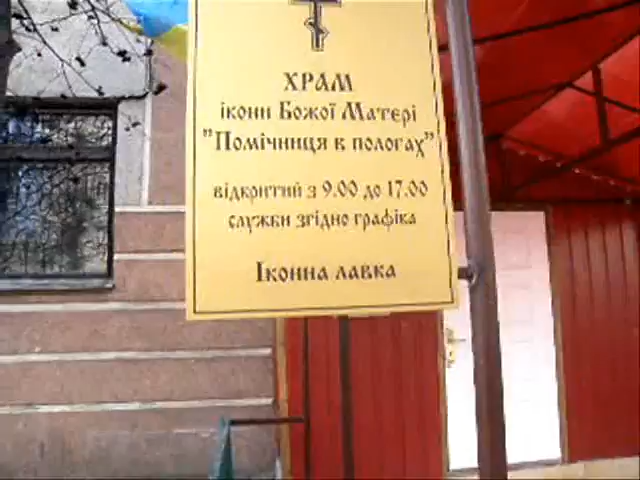 ХРАМ
ікони Божої Матері
"Помічниця в пологах"
відкритий з 9.00 до 17.00
служби згідно графіка
Іконна лавка